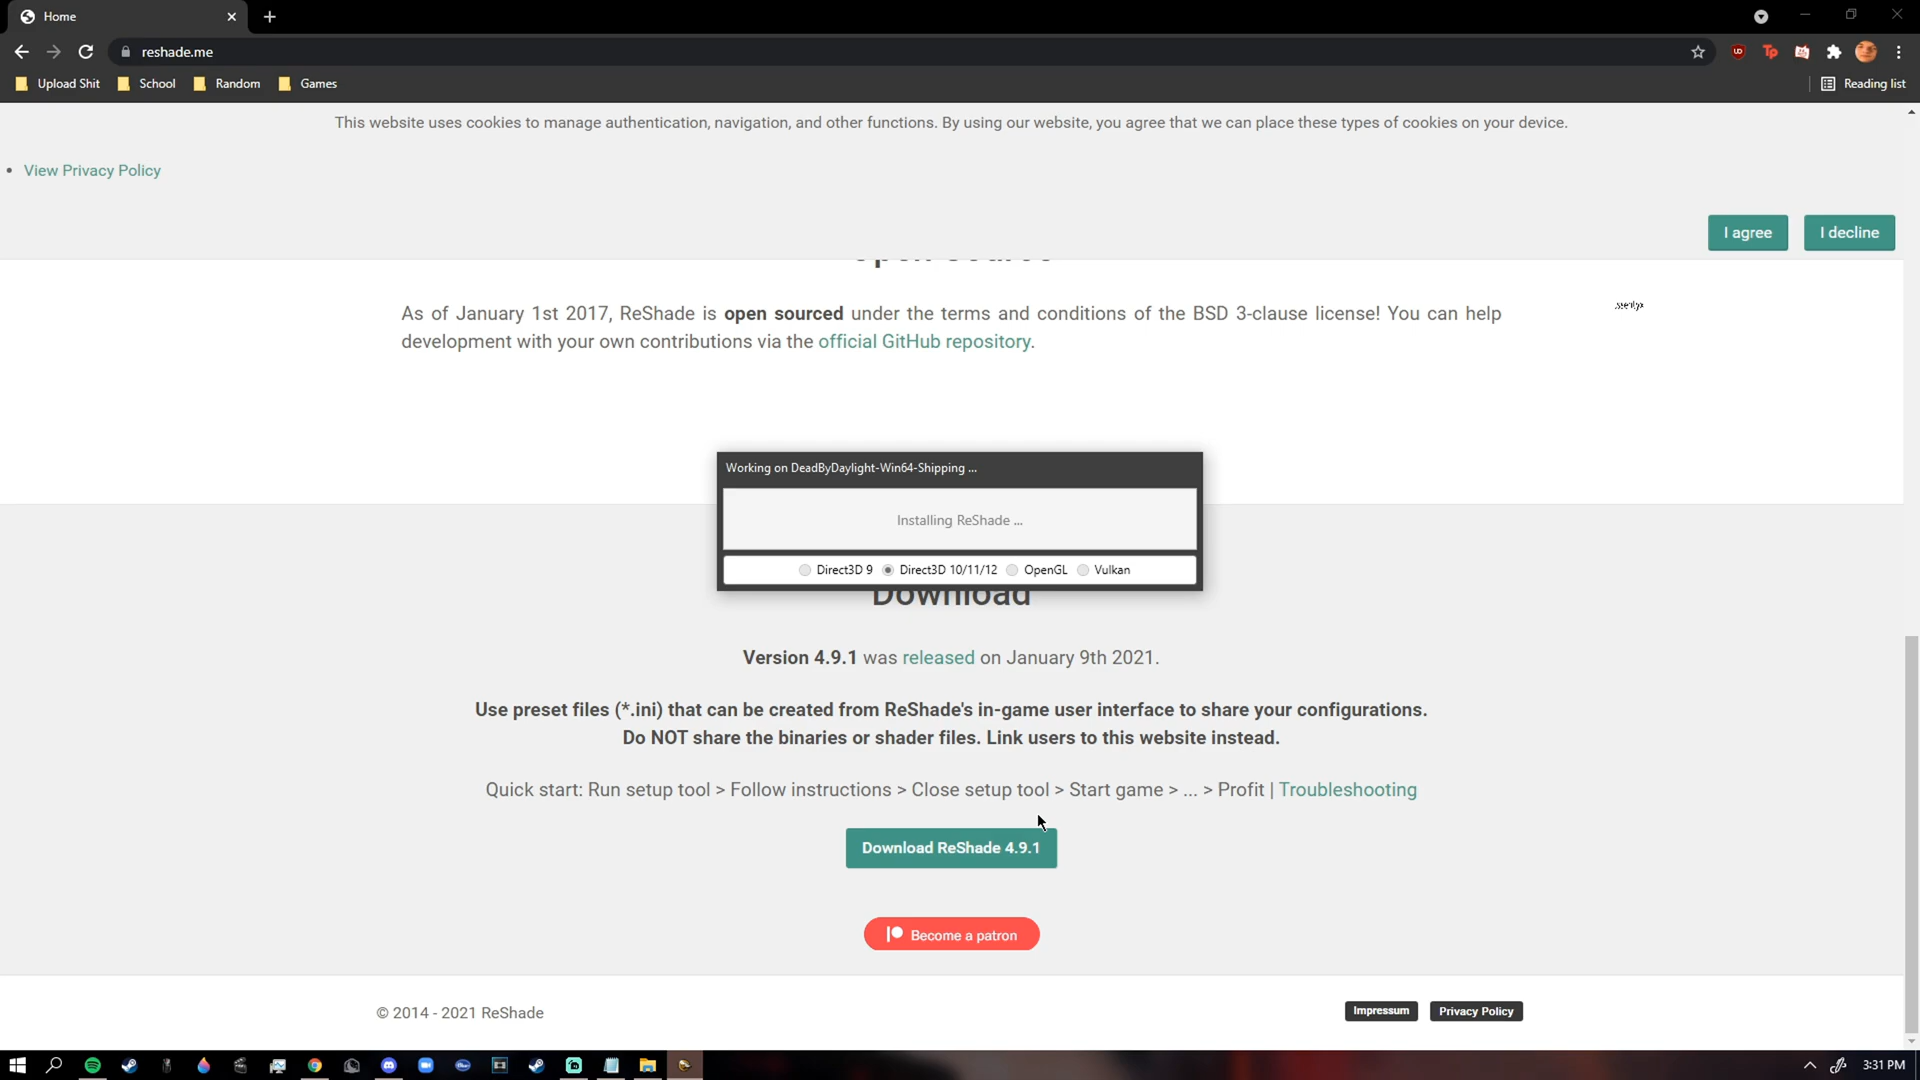 Home
reshade.me
Upload Shit
School
Random
Games
Reading list
This website uses cookies to manage authentication, navigation, and other functions. By using our website, you agree that we can place these types of cookies on your device.
• View Privacy Policy
I agree
I decline
As of January 1st 2017, ReShade is open sourced under the terms and conditions of the BSD 3-clause license! You can help
development with your own contributions via the official GitHub repository.
Working on DeadByDaylight-Win64-Shipping ...
Installing ReShade ...
Direct3D 9
Direct3D 10/11/12
OpenGL
Vulkan
Download
Version 4.9.1 was released on January 9th 2021.
Use preset files (*.ini) that can be created from ReShade's in-game user interface to share your configurations.
Do NOT share the binaries or shader files. Link users to this website instead.
Quick start: Run setup tool > Follow instructions > Close setup tool > Start game > ... > Profit | Troubleshooting
Download ReShade 4.9.1
Become a patron
© 2014 - 2021 ReShade
Impressum
Privacy Policy
3:31 PM